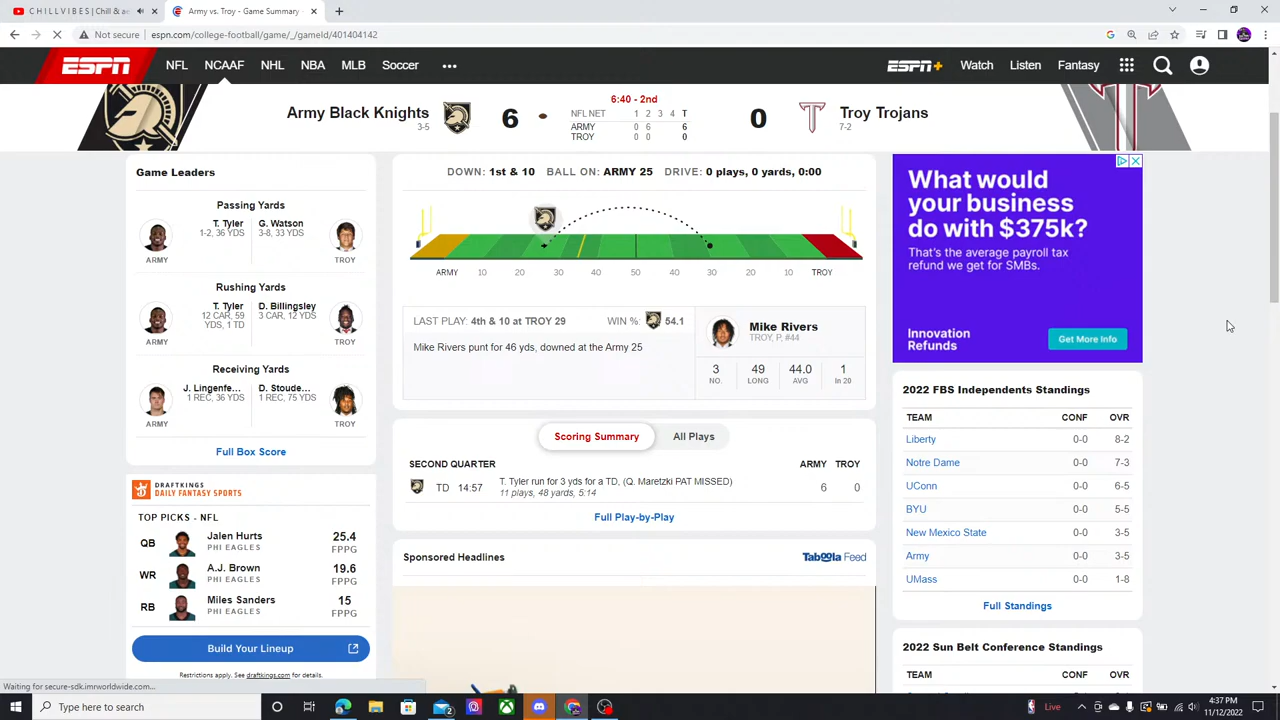 C H I L L V I B E S | Chill & ae
Army vs. Troy - Game Summary -
Not secure | espn.com/college-football/game/_/gameId/401404142
ESPN NFL NCAAF NHL NBA MLB Soccer ESPN+ Watch Listen Fantasy
Army Black Knights
3-5
6
6:40 - 2nd
NFL NET 1 2 3 4 T
ARMY 0 6 6
TROY 0 0 0
0
Troy Trojans
7-2
Game Leaders
Passing Yards
T. Tyler G. Watson
1-2, 36 YDS 3-8, 33 YDS
ARMY TROY
Rushing Yards
T. Tyler D. Billingsley
12 CAR, 59 3 CAR, 12 YDS
YDS, 1 TD
ARMY TROY
Receiving Yards
J. Lingenfe... D. Stoude...
1 REC, 36 YDS 1 REC, 75 YDS
ARMY TROY
Full Box Score
DRAFTKINGS
DAILY FANTASY SPORTS
TOP PICKS - NFL
QB Jalen Hurts 25.4
PHI EAGLES FPPG
WR A.J. Brown 19.6
PHI EAGLES FPPG
RB Miles Sanders 15
PHI EAGLES FPPG
Build Your Lineup
Restrictions apply. See draftkings.com for details.
DOWN: 1st & 10 BALL ON: ARMY 25 DRIVE: 0 plays, 0 yards, 0:00
ARMY 10 20 30 40 50 40 30 20 10 TROY
LAST PLAY: 4th & 10 at TROY 29 WIN %: 54.1
Mike Rivers punt for 46 yds, downed at the Army 25
Mike Rivers
TROY, P, #44
3 49 44.0 1
NO. LONG AVG In 20
Scoring Summary All Plays
SECOND QUARTER ARMY TROY
TD 14:57 T. Tyler run for 3 yds for a TD, (Q. Maretzki PAT MISSED) 6 0
11 plays, 48 yards, 5:14
Full Play-by-Play
Sponsored Headlines Taboola Feed
What would
your business
do with $375k?
That's the average payroll tax
refund we get for SMBs.
Innovation
Refunds
Get More Info
2022 FBS Independents Standings
TEAM CONF OVR
Liberty 0-0 8-2
Notre Dame 0-0 7-3
UConn 0-0 6-5
BYU 0-0 5-5
New Mexico State 0-0 3-5
Army 0-0 3-5
UMass 0-0 1-8
Full Standings
2022 Sun Belt Conference Standings
TEAM CONF OVR
Waiting for secure-sdk.imrworldwide.com...
Type here to search
Live
4:37 PM
11/12/2022